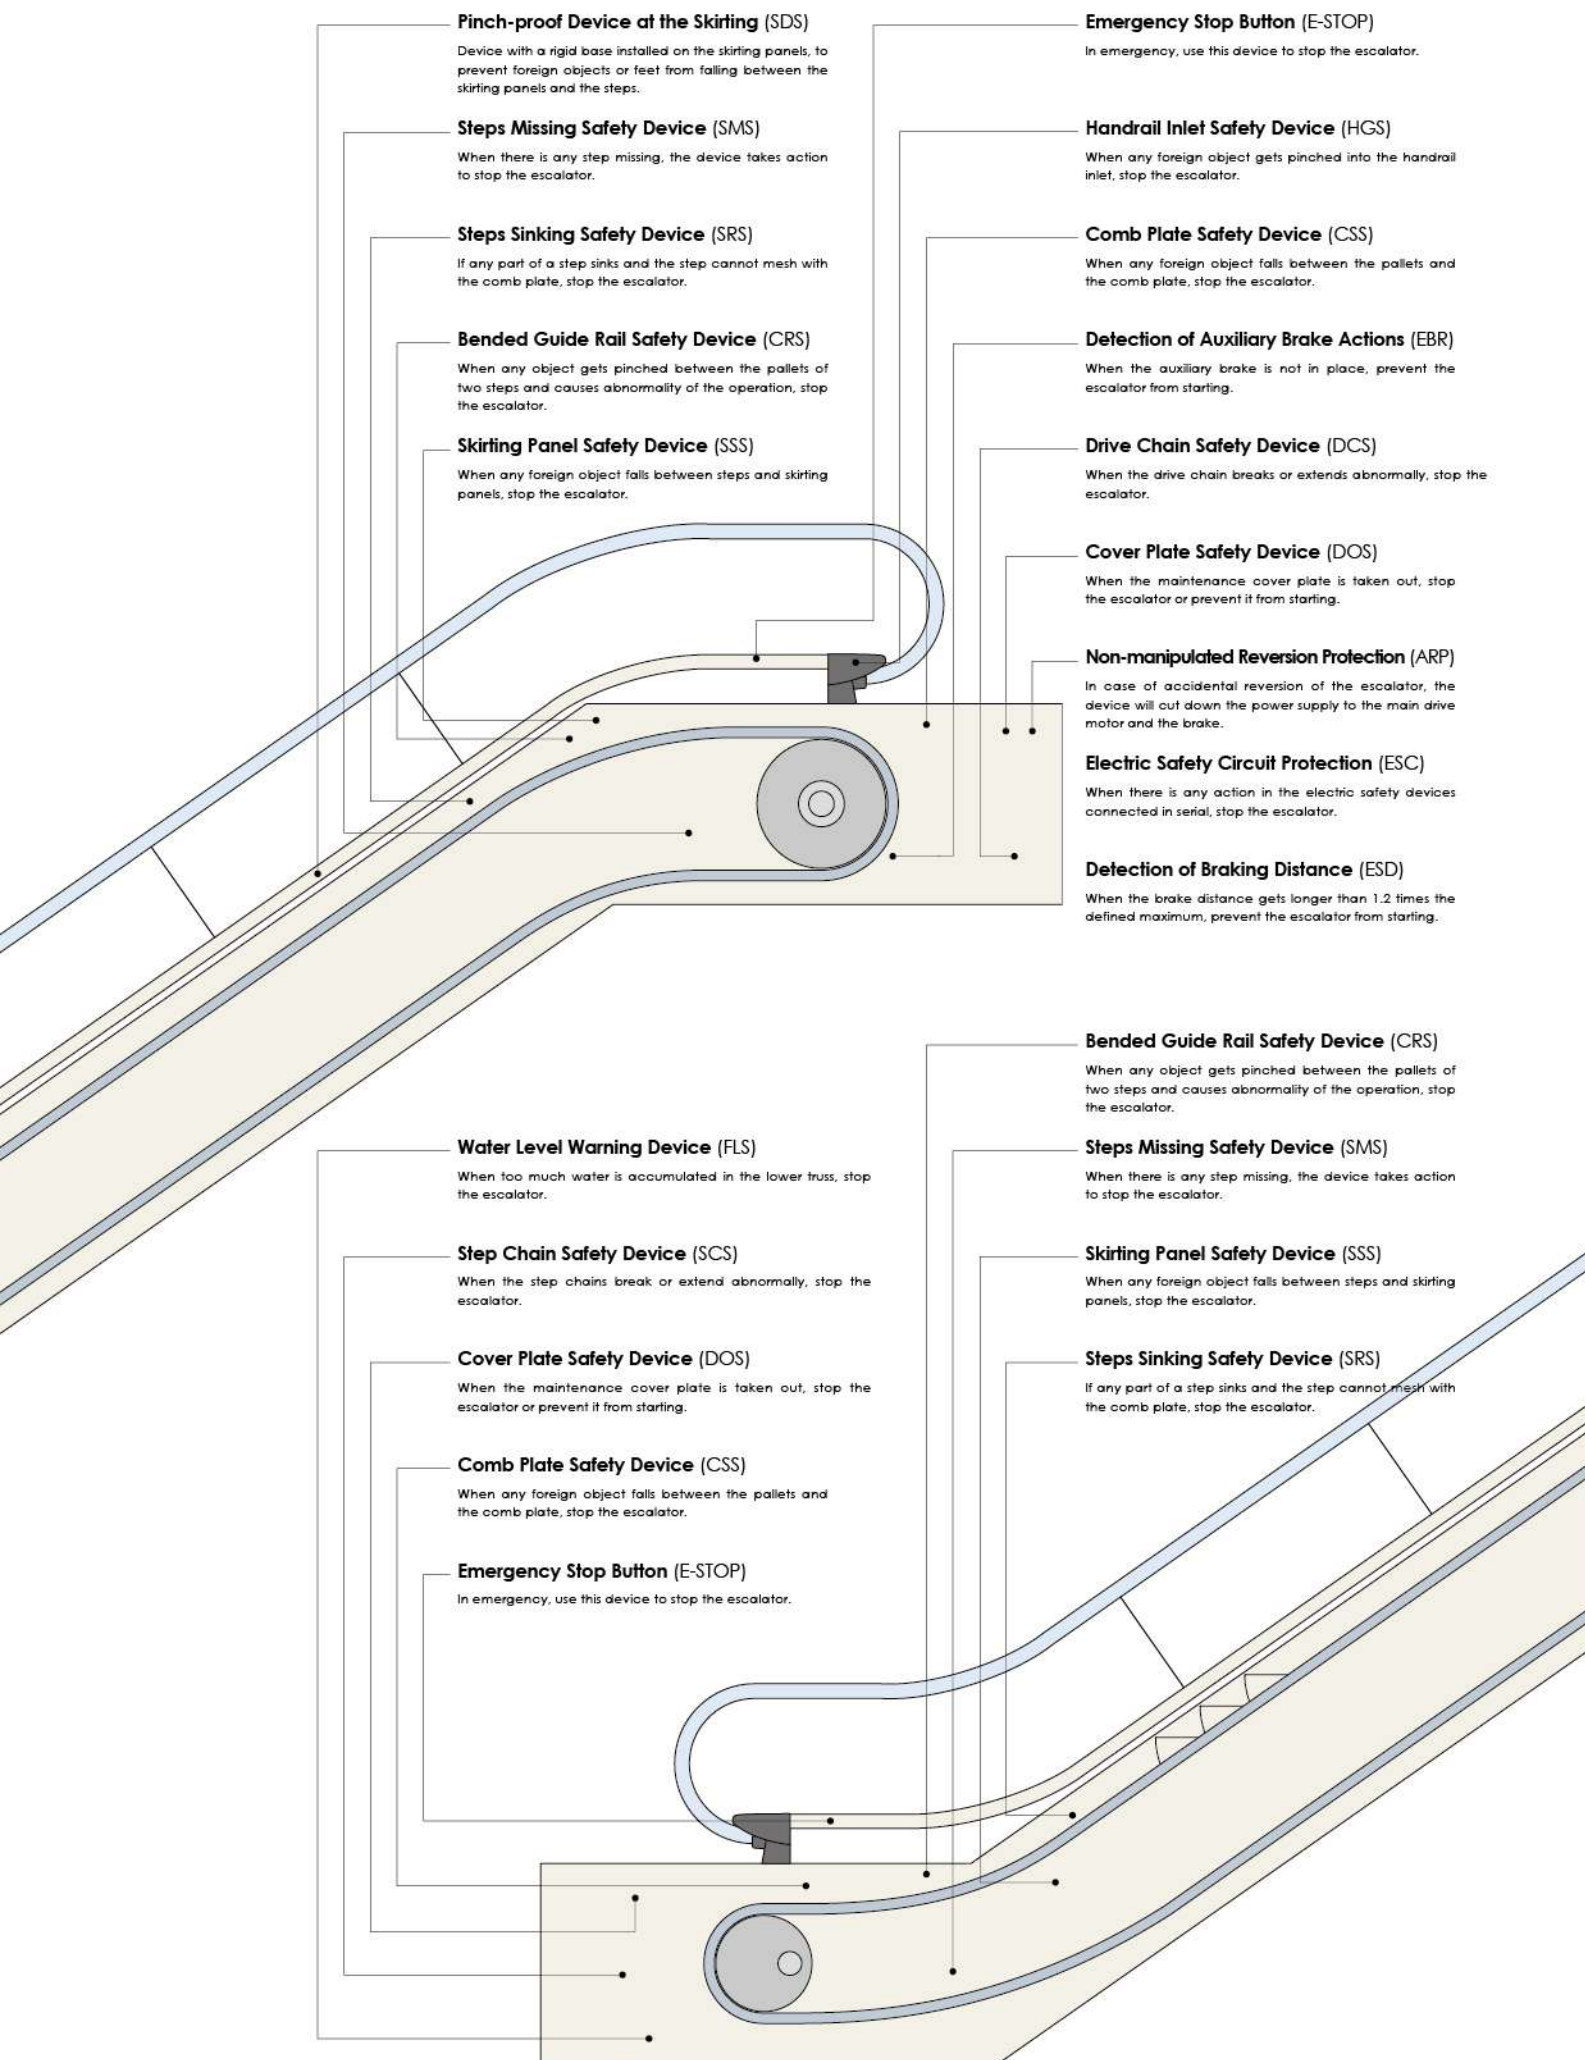 Pinch-proof Device at the Skirting (SDS)
Device with a rigid base installed on the skirting panels, to
prevent foreign objects or feet from falling between the
skirting panels and the steps.
Steps Missing Safety Device (SMS)
When there is any step missing, the device takes action
to stop the escalator.
Steps Sinking Safety Device (SRS)
If any part of a step sinks and the step cannot mesh with
the comb plate, stop the escalator.
Bended Guide Rail Safety Device (CRS)
When any object gets pinched between the pallets of
two steps and causes abnormality of the operation, stop
the escalator.
Skirting Panel Safety Device (SSS)
When any foreign object falls between steps and skirting
panels, stop the escalator.
Emergency Stop Button (E-STOP)
In emergency, use this device to stop the escalator.
Handrail Inlet Safety Device (HGS)
When any foreign object gets pinched into the handrail
inlet, stop the escalator.
Comb Plate Safety Device (CSS)
When any foreign object falls between the pallets and
the comb plate, stop the escalator.
Detection of Auxiliary Brake Actions (EBR)
When the auxiliary brake is not in place, prevent the
escalator from starting.
Drive Chain Safety Device (DCS)
When the drive chain breaks or extends abnormally, stop the
escalator.
Cover Plate Safety Device (DOS)
When the maintenance cover plate is taken out, stop
the escalator or prevent it from starting.
Non-manipulated Reversion Protection (ARP)
In case of accidental reversion of the escalator, the
device will cut down the power supply to the main drive
motor and the brake.
Electric Safety Circuit Protection (ESC)
When there is any action in the electric safety devices
connected in serial, stop the escalator.
Detection of Braking Distance (ESD)
When the brake distance gets longer than 1.2 times the
defined maximum, prevent the escalator from starting.
Water Level Warning Device (FLS)
When too much water is accumulated in the lower truss, stop
the escalator.
Step Chain Safety Device (SCS)
When the step chains break or extend abnormally, stop the
escalator.
Cover Plate Safety Device (DOS)
When the maintenance cover plate is taken out, stop the
escalator or prevent it from starting.
Comb Plate Safety Device (CSS)
When any foreign object falls between the pallets and
the comb plate, stop the escalator.
Emergency Stop Button (E-STOP)
In emergency, use this device to stop the escalator.
Bended Guide Rail Safety Device (CRS)
When any object gets pinched between the pallets of
two steps and causes abnormality of the operation, stop
the escalator.
Steps Missing Safety Device (SMS)
When there is any step missing, the device takes action
to stop the escalator.
Skirting Panel Safety Device (SSS)
When any foreign object falls between steps and skirting
panels, stop the escalator.
Steps Sinking Safety Device (SRS)
If any part of a step sinks and the step cannot mesh with
the comb plate, stop the escalator.